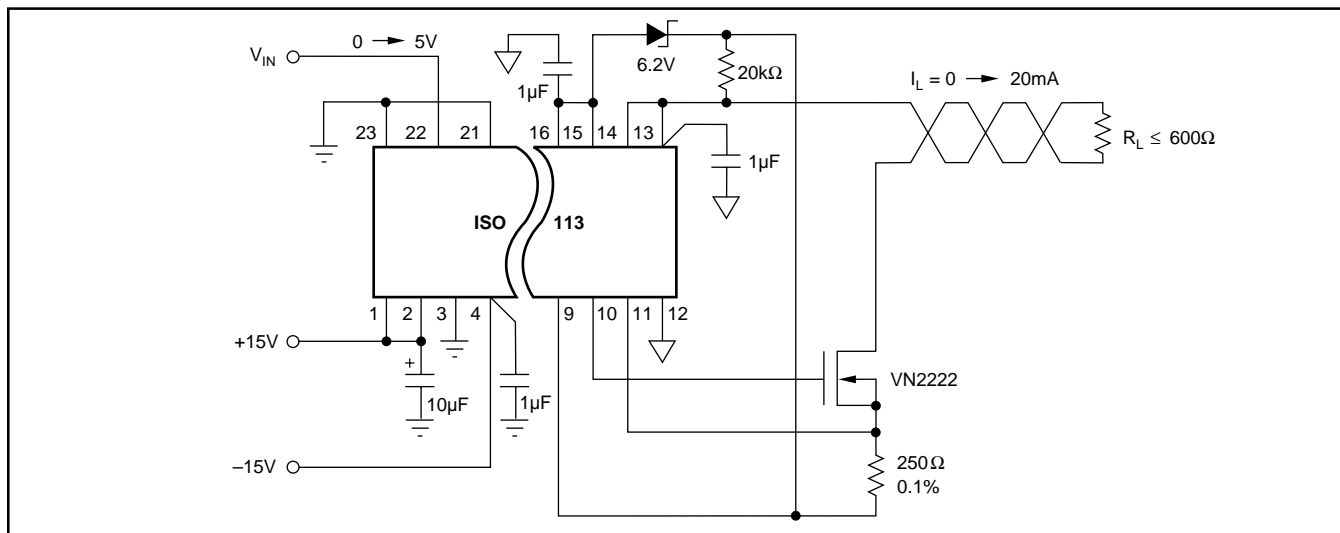 0 → 5V
V_IN
1µF
6.2V
20kΩ
I_L = 0 → 20mA
23 22 21
16 15 14 13
1µF
R_L ≤ 600Ω
ISO 113
1 2 3 4
9 10 11 12
+15V
+
10µF
1µF
VN2222
–15V
250Ω
0.1%